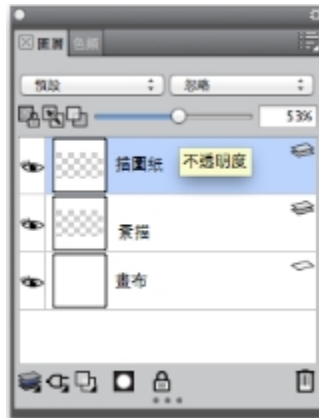 圖層 色頻
預設 忽略
53%
描圖紙 不透明度
素描
畫布